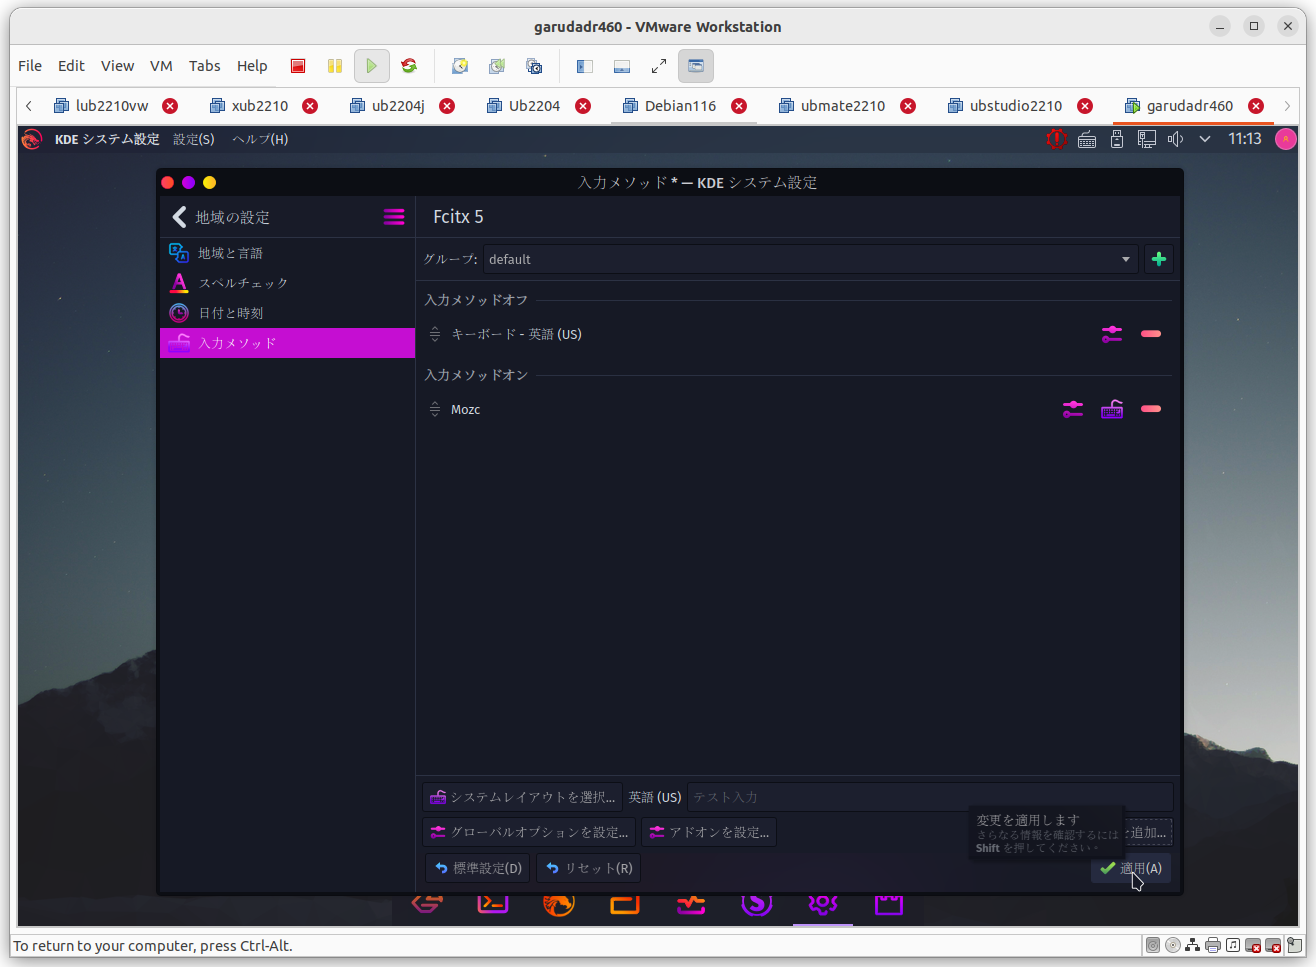 garudadr460 - VMware Workstation
File Edit View VM Tabs Help
lub2210vw xub2210 ub2204j Ub2204 Debian116 ubmate2210 ubstudio2210 garudadr460
KDE システム設定 設定(S) ヘルプ(H) 11:13
入力メソッド * — KDE システム設定
地域の設定
Fcitx 5
地域と言語
スペルチェック
日付と時刻
入力メソッド
グループ: default
入力メソッドオフ
キーボード - 英語 (US)
入力メソッドオン
Mozc
システムレイアウトを選択... 英語 (US) テスト入力
グローバルオプションを設定... アドオンを設定... 追加...
変更を適用します
さらなる情報を確認するには
Shift を押してください。
標準設定(D) リセット(R) 適用(A)
To return to your computer, press Ctrl-Alt.